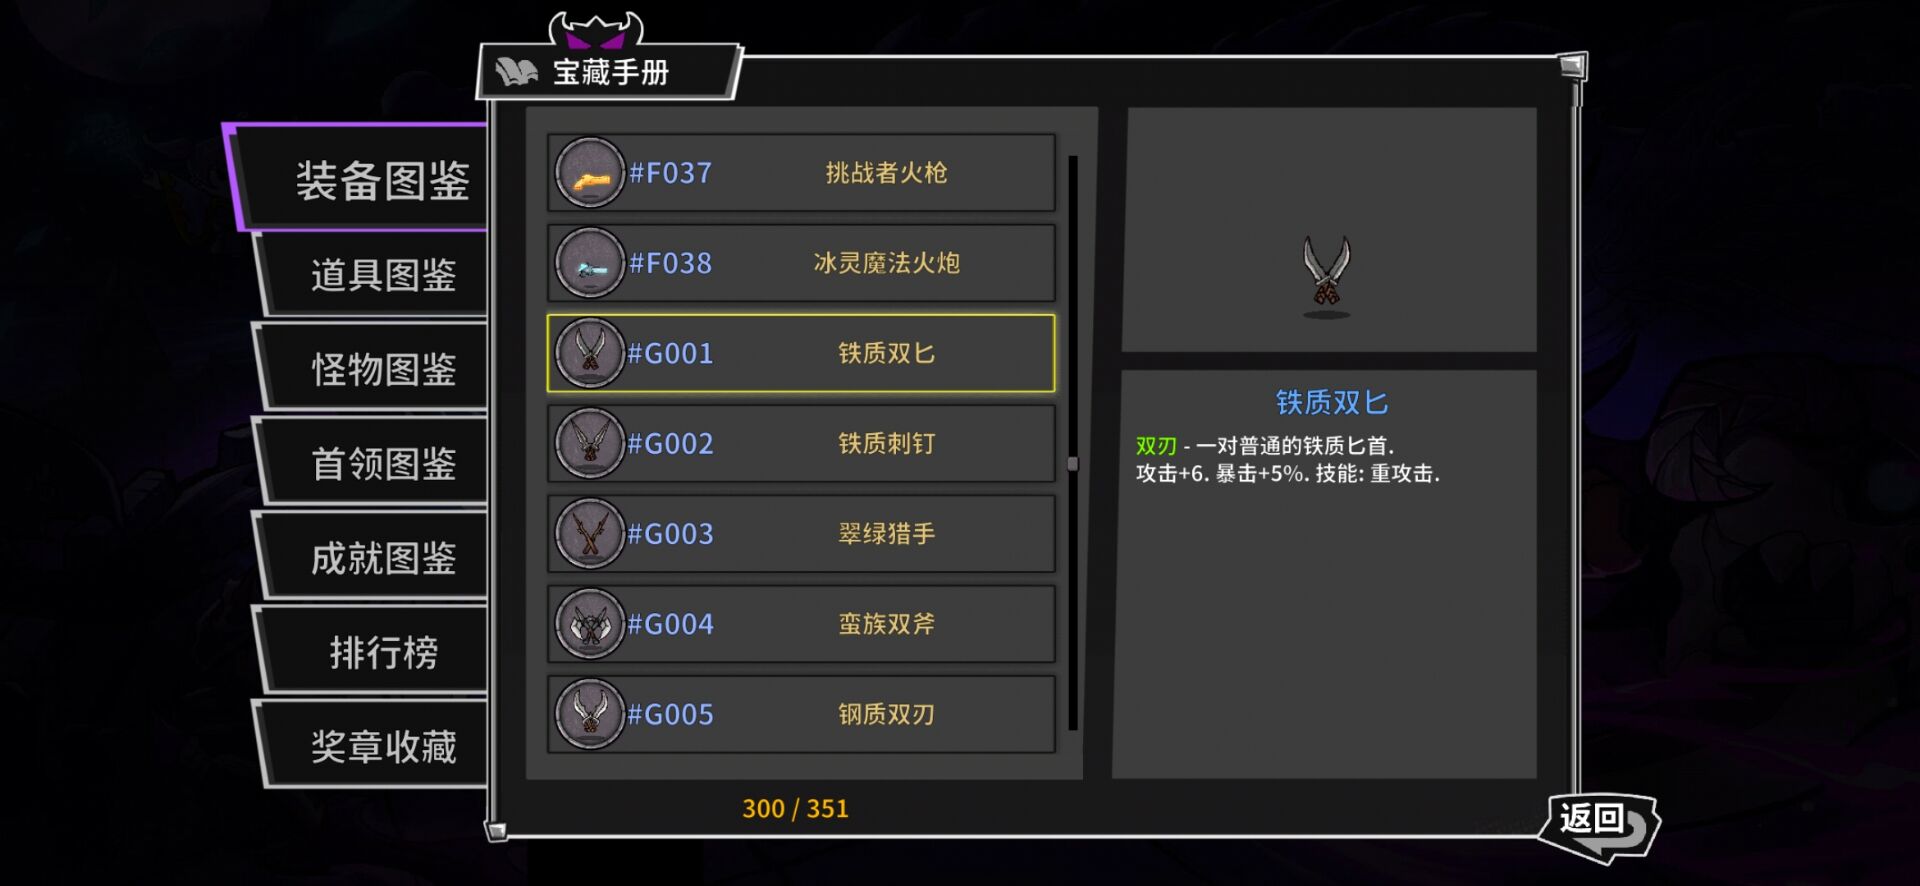 宝藏手册
装备图鉴
道具图鉴
怪物图鉴
首领图鉴
成就图鉴
排行榜
奖章收藏
#F037 挑战者火枪
#F038 冰灵魔法火炮
#G001 铁质双匕
#G002 铁质刺钉
#G003 翠绿猎手
#G004 蛮族双斧
#G005 钢质双刃
300 / 351
铁质双匕
双刃 - 一对普通的铁质匕首.
攻击+6. 暴击+5%. 技能: 重攻击.
返回